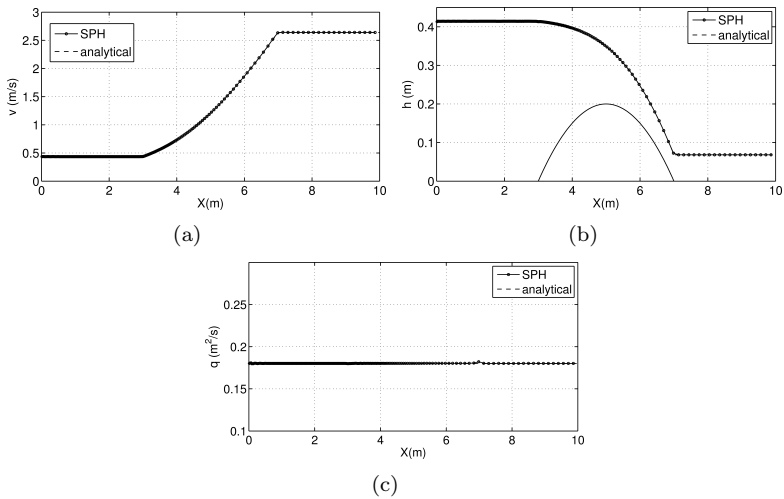 3
2.5
2
1.5
1
0.5
0
v (m/s)
SPH
analytical
0 2 4 6 8 10
X(m)
(a)
0.4
0.3
0.2
0.1
0
h (m)
SPH
analytical
0 2 4 6 8 10
X(m)
(b)
0.25
0.2
0.15
0.1
q (m²/s)
SPH
analytical
0 2 4 6 8 10
X(m)
(c)